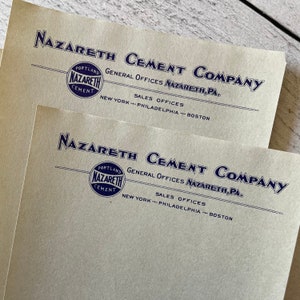 NAZARETH CEMENT COMPANY
PORTLAND
NAZARETH
CEMENT
GENERAL OFFICES NAZARETH, PA.
SALES OFFICES
NEW YORK — PHILADELPHIA — BOSTON
NAZARETH CEMENT COMPANY
PORTLAND
NAZARETH
CEMENT
GENERAL OFFICES NAZARETH, PA.
SALES OFFICES
NEW YORK — PHILADELPHIA — BOSTON